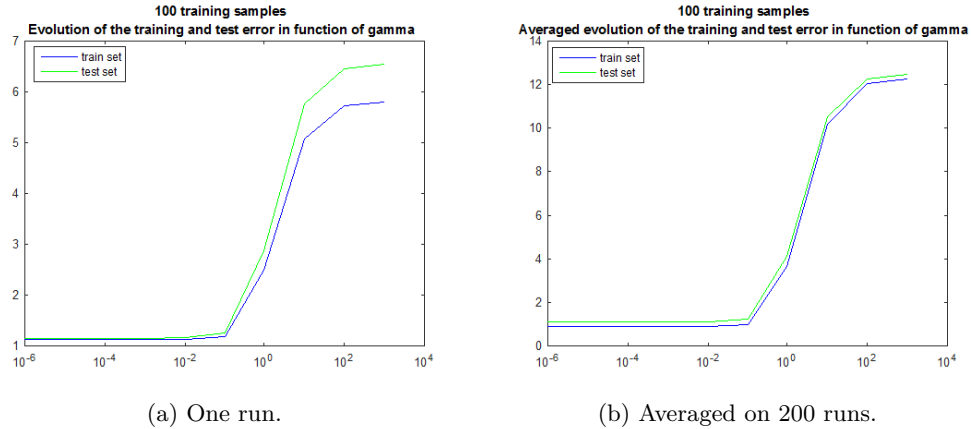 100 training samples
Evolution of the training and test error in function of gamma
7
6
5
4
3
2
1
train set
test set
10^-6
10^-4
10^-2
10^0
10^2
10^4
(a) One run.
100 training samples
Averaged evolution of the training and test error in function of gamma
14
12
10
8
6
4
2
0
train set
test set
10^-6
10^-4
10^-2
10^0
10^2
10^4
(b) Averaged on 200 runs.